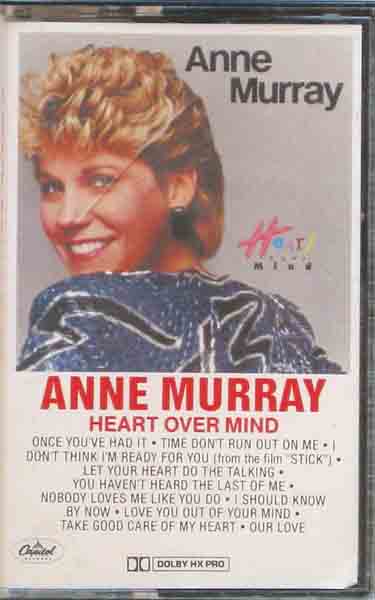 Anne
Murray
Heart
over
Mind
ANNE MURRAY
HEART OVER MIND
ONCE YOU'VE HAD IT • TIME DON'T RUN OUT ON ME • I
DON'T THINK I'M READY FOR YOU (from the film "STICK") •
LET YOUR HEART DO THE TALKING •
YOU HAVEN'T HEARD THE LAST OF ME •
NOBODY LOVES ME LIKE YOU DO • I SHOULD KNOW
BY NOW • LOVE YOU OUT OF YOUR MIND •
TAKE GOOD CARE OF MY HEART • OUR LOVE
Capitol
DOLBY HX PRO